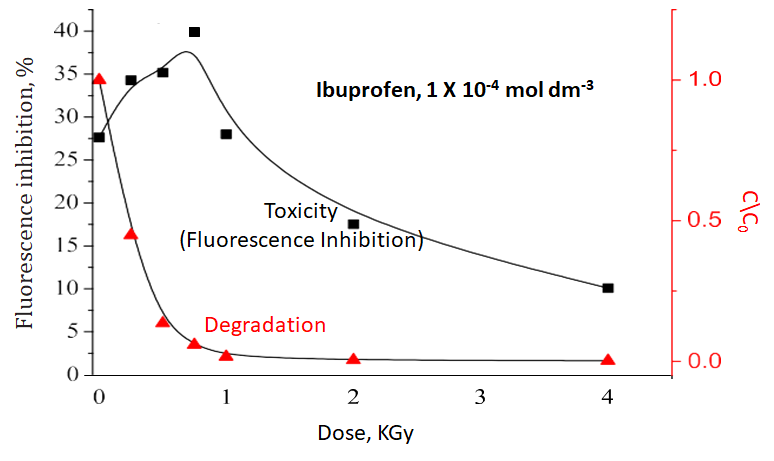 40
35
30
25
20
15
10
5
0
Fluorescence inhibition, %
Ibuprofen, 1 X 10⁻⁴ mol dm⁻³
Toxicity
(Fluorescence Inhibition)
Degradation
1.0
0.5
0.0
C\C₀
0 1 2 3 4
Dose, KGy